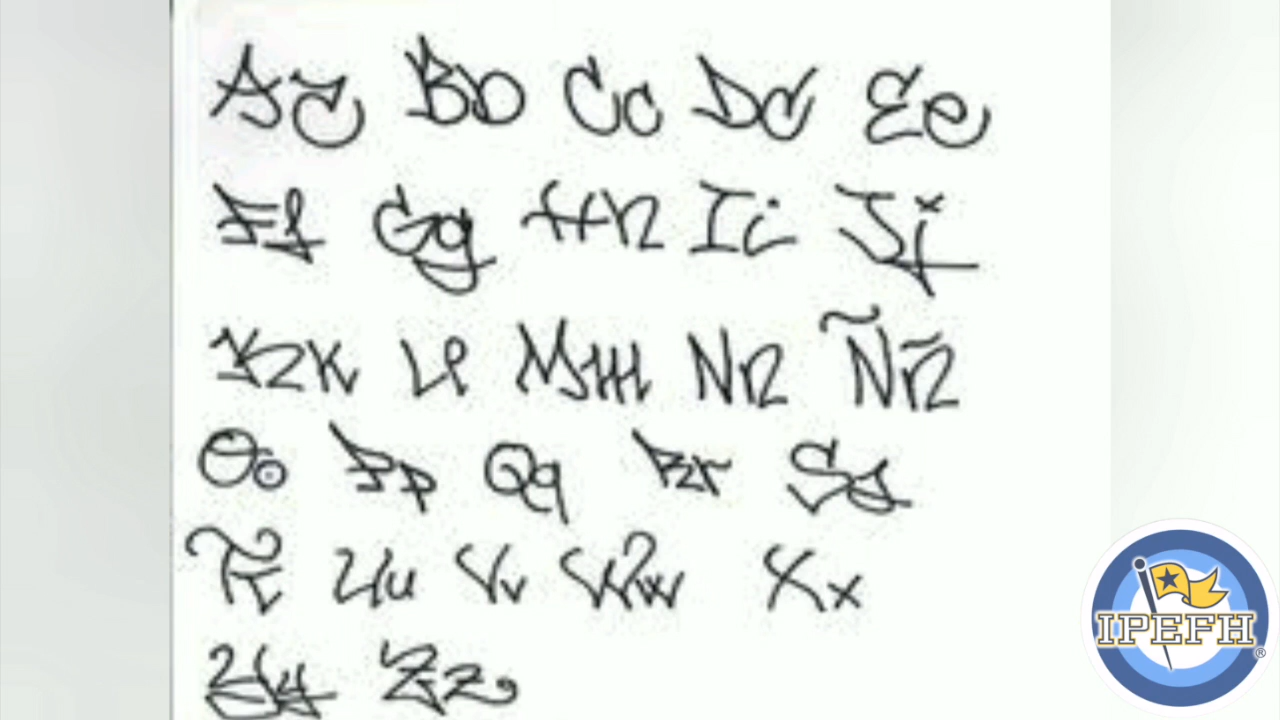 Aa Bb Cc Dd Ee
Ff Gg Hh Ii Jj
Kk Ll Mm Nn Ññ
Oo Pp Qq Rr Ss
Tt Uu Vv Ww Xx
Yy Zz
IPEFH®